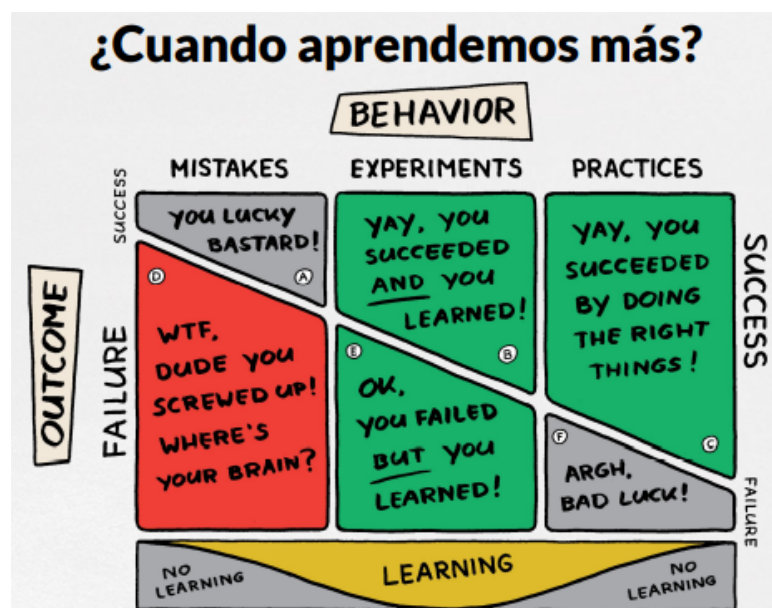 ¿Cuando aprendemos más?
BEHAVIOR
MISTAKES EXPERIMENTS PRACTICES
OUTCOME
SUCCESS
FAILURE
YOU LUCKY
BASTARD!
A
YAY, YOU
SUCCEEDED
AND YOU
LEARNED!
B
YAY, YOU
SUCCEEDED
BY DOING
THE RIGHT
THINGS!
C
SUCCESS
FAILURE
D
WTF,
DUDE YOU
SCREWED UP!
WHERE'S
YOUR BRAIN?
E
OK,
YOU FAILED
BUT YOU
LEARNED!
F
ARGH,
BAD LUCK!
NO
LEARNING
LEARNING
NO
LEARNING